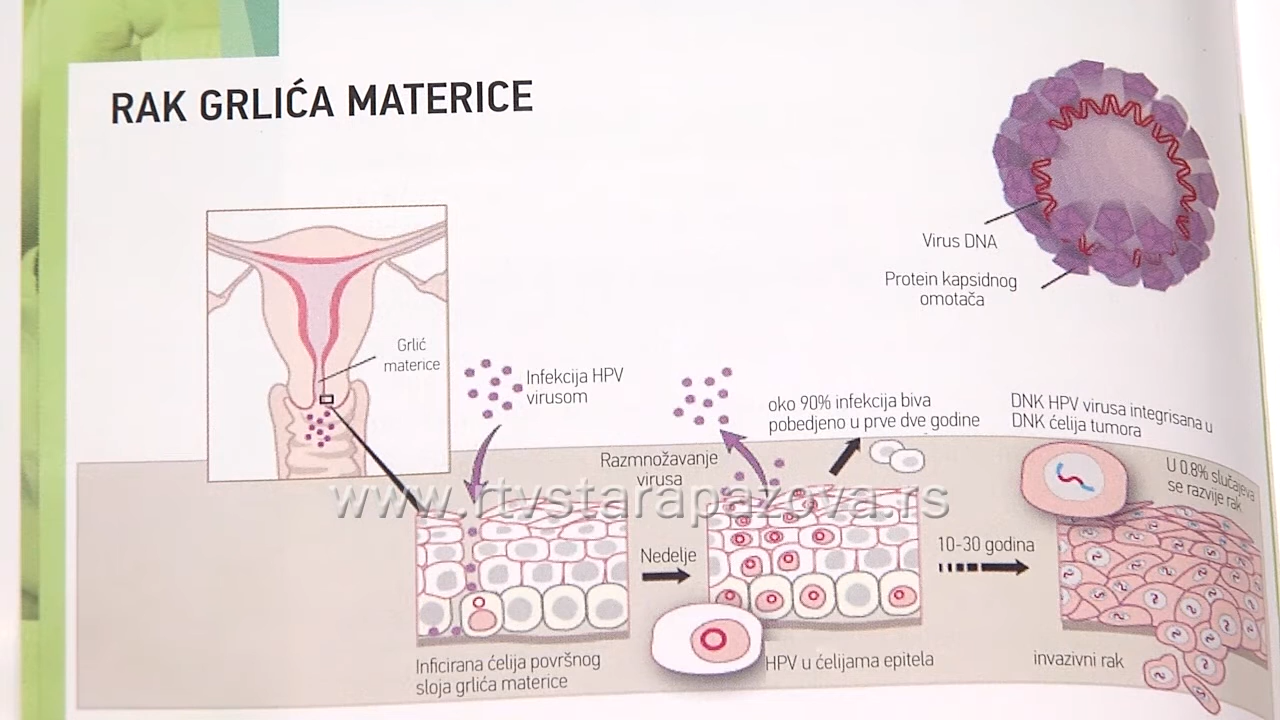 RAK GRLIĆA MATERICE
Virus DNA
Protein kapsidnog
omotača
Grlić
materice
Infekcija HPV
virusom
oko 90% infekcija biva
pobedjeno u prve dve godine
DNK HPV virusa integrisana u
DNK ćelija tumora
Razmnožavanje
virusa
U 0.8% slučajeva
se razvije rak
www.rtvstarapazova.rs
Nedelje
10-30 godina
Inficirana ćelija površnog
sloja grlića materice
HPV u ćelijama epitela
invazivni rak